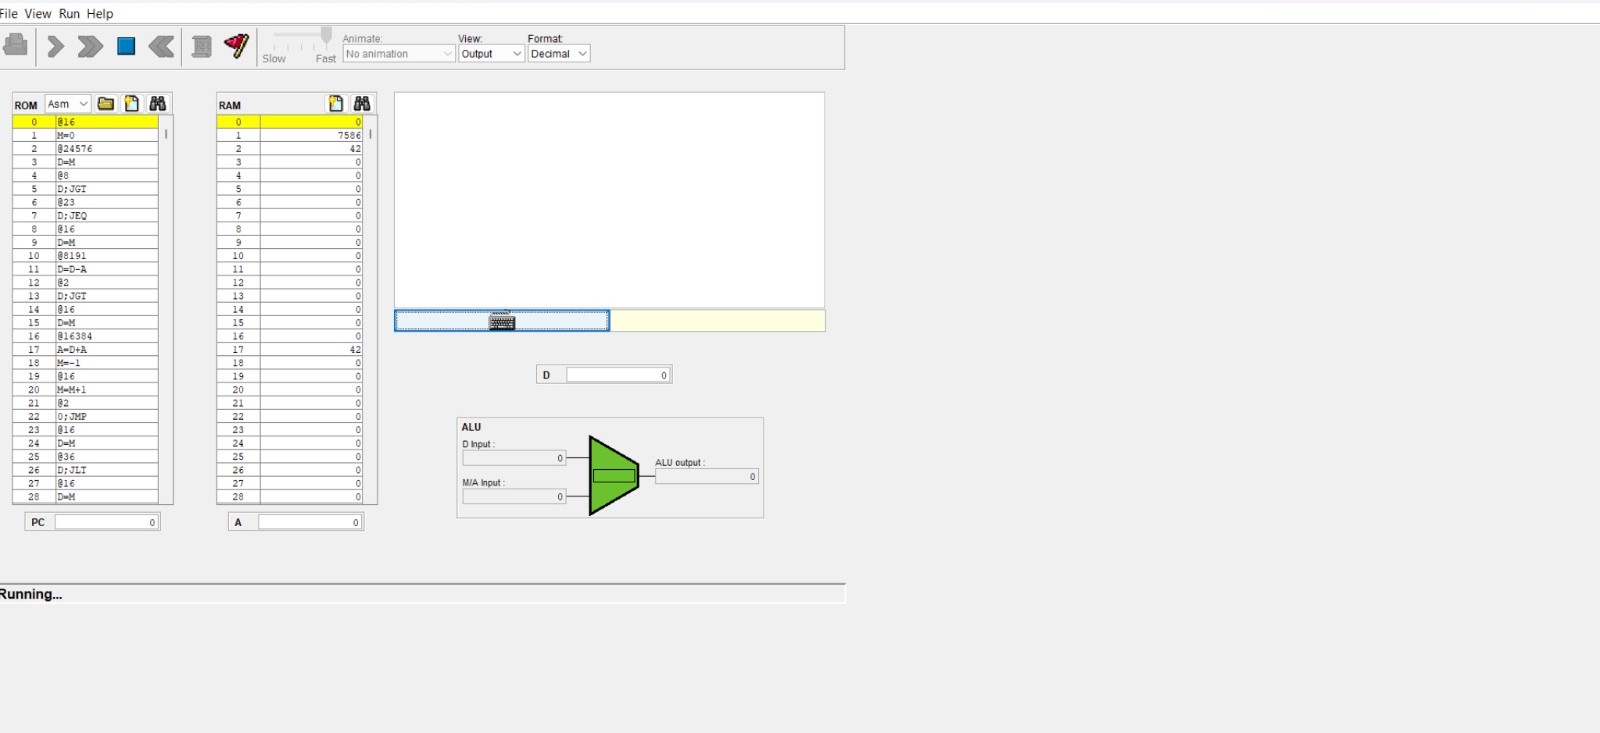 File View Run Help
Animate: View: Format:
Slow Fast No animation Output Decimal
ROM Asm RAM
0 @16 0 0
1 M=0 1 7586
2 @24576 2 42
3 D=M 3 0
4 @8 4 0
5 D;JGT 5 0
6 @23 6 0
7 D;JEQ 7 0
8 @16 8 0
9 D=M 9 0
10 @8191 10 0
11 D=D-A 11 0
12 @2 12 0
13 D;JGT 13 0
14 @16 14 0
15 D=M 15 0
16 @16384 16 0
17 A=D+A 17 42
18 M=-1 18 0
19 @16 19 0
20 M=M+1 20 0
21 @2 21 0
22 0;JMP 22 0
23 @16 23 0
24 D=M 24 0
25 @36 25 0
26 D;JLT 26 0
27 @16 27 0
28 D=M 28 0
PC 0 A 0
D 0
ALU
D Input : 0
M/A Input : 0
ALU output : 0
Running...